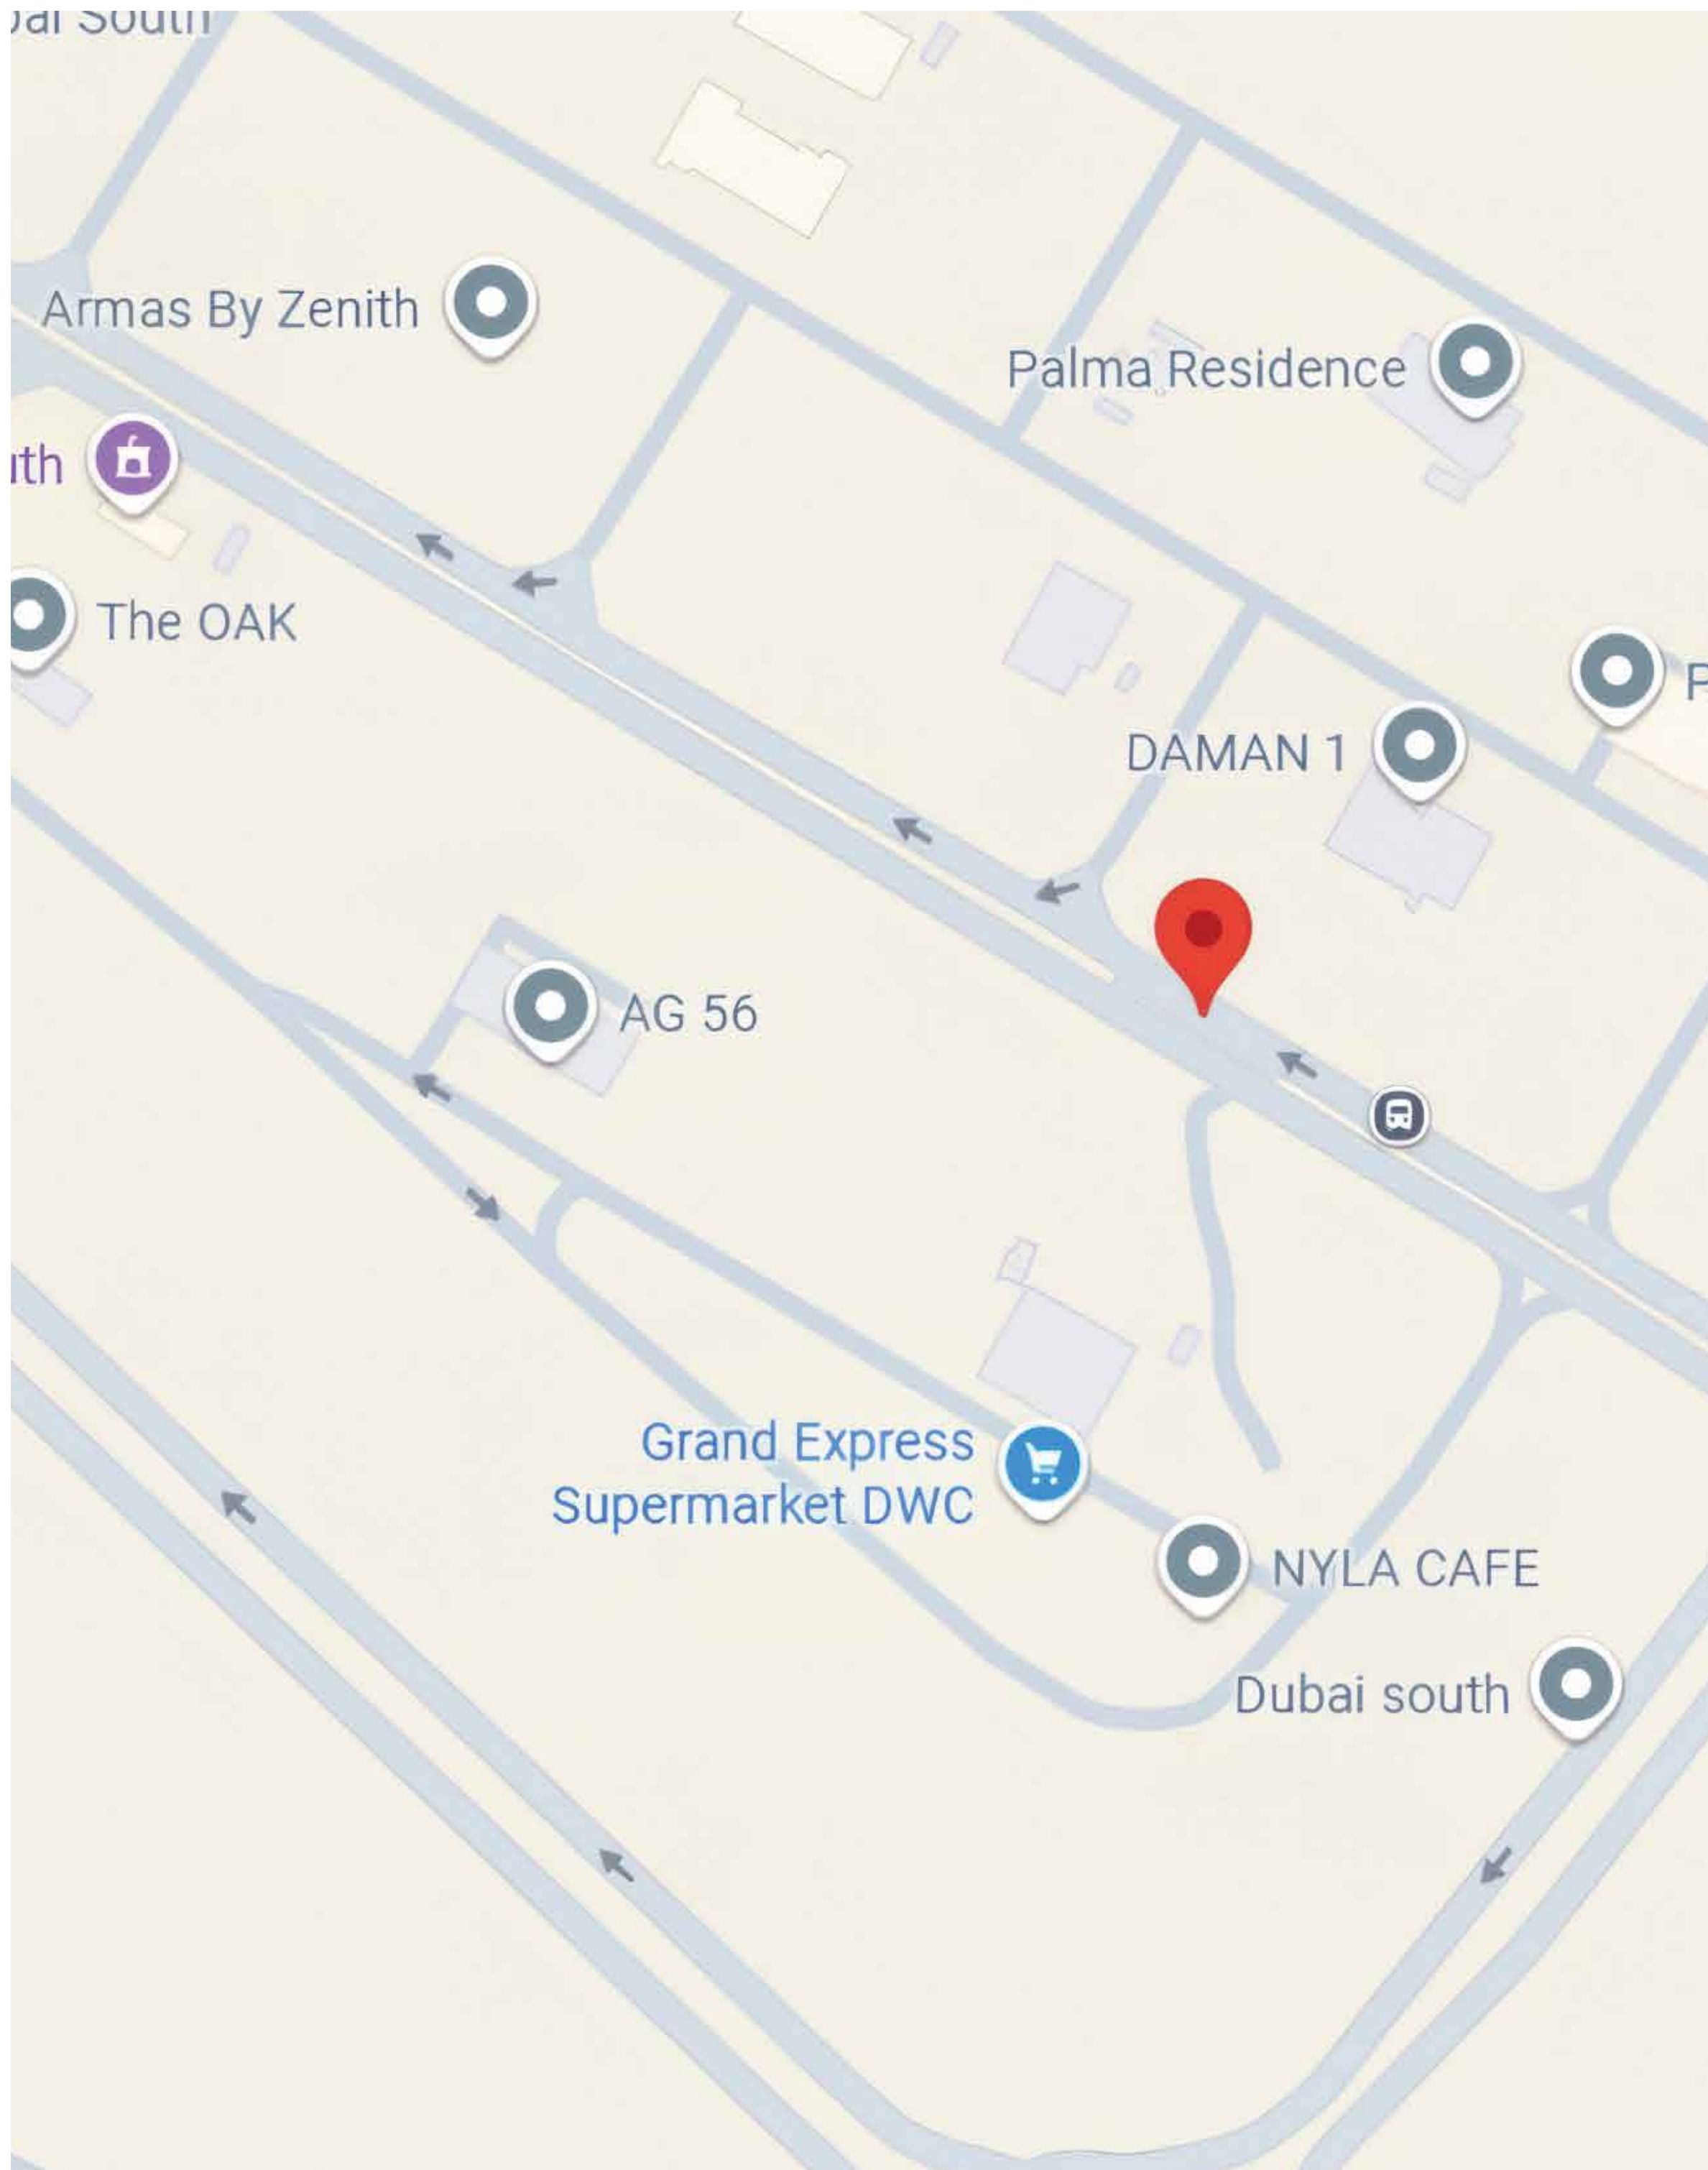 South
Armas By Zenith
Palma Residence
The OAK
DAMAN 1
AG 56
Grand Express
Supermarket DWC
NYLA CAFE
Dubai south